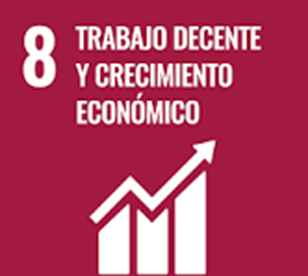 8 TRABAJO DECENTE
Y CRECIMIENTO
ECONÓMICO